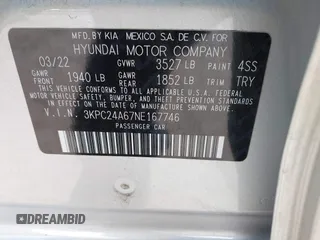 MFD.BY KIA MEXICO S.A. DE C.V. FOR
HYUNDAI MOTOR COMPANY
03/22 GVWR 3527 LB 4SS
GAWR FRONT 1940 LB GAWR REAR 1852 LB TRIM TRY
THIS VEHICLE CONFORMS TO ALL APPLICABLE FEDERAL MOTOR VEHICLE
SAFETY, BUMPER, AND THEFT PREVENTION STANDARDS IN EFFECT ON
THE DATE OF MANUFACTURE SHOWN ABOVE.
V.I.N. 3KPC24A67NE167746
PASSENGER CAR
DREAMBID